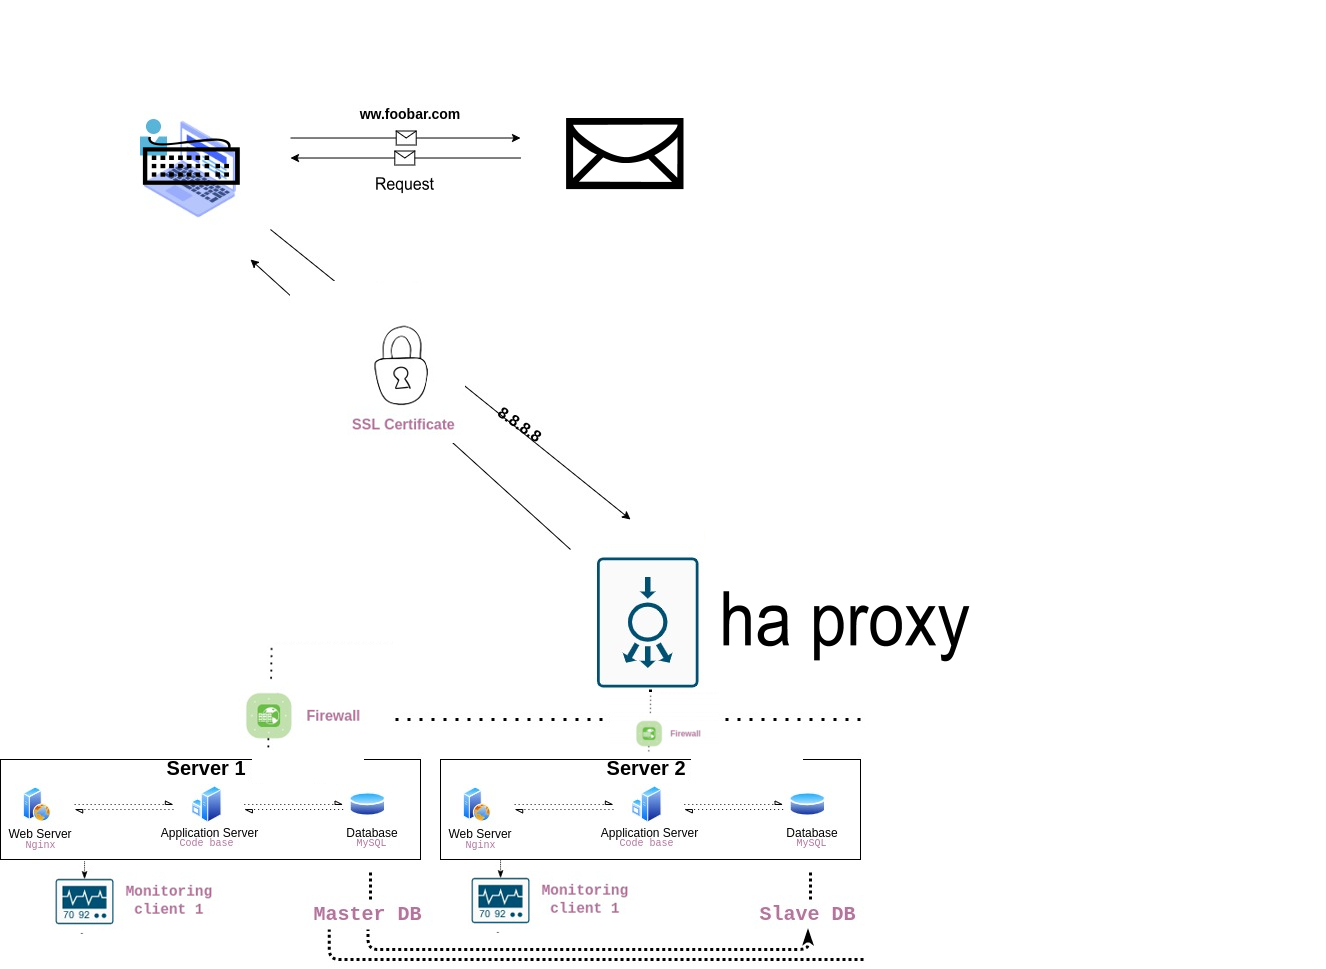 ww.foobar.com
Request
SSL Certificate
8.8.8.8
ha proxy
Firewall
Firewall
Server 1
Server 2
Web Server
Nginx
Application Server
Code base
Database
MySQL
Web Server
Nginx
Application Server
Code base
Database
MySQL
70 92
Monitoring
client 1
70 92
Monitoring
client 1
Master DB
Slave DB